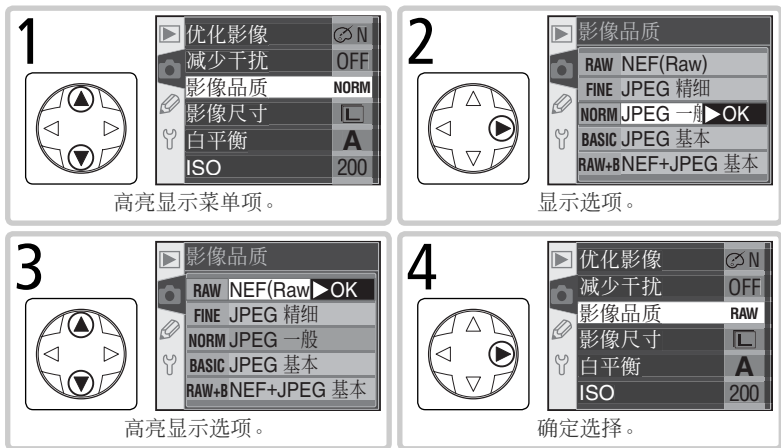 1
优化影像 N
减少干扰 OFF
影像品质 NORM
影像尺寸 L
白平衡 A
ISO 200
高亮显示菜单项。
2
影像品质
RAW NEF(Raw)
FINE JPEG 精细
NORM JPEG 一般 ▶OK
BASIC JPEG 基本
RAW+B NEF+JPEG 基本
显示选项。
3
影像品质
RAW NEF(Raw ▶OK
FINE JPEG 精细
NORM JPEG 一般
BASIC JPEG 基本
RAW+B NEF+JPEG 基本
高亮显示选项。
4
优化影像 N
减少干扰 OFF
影像品质 RAW
影像尺寸 L
白平衡 A
ISO 200
确定选择。